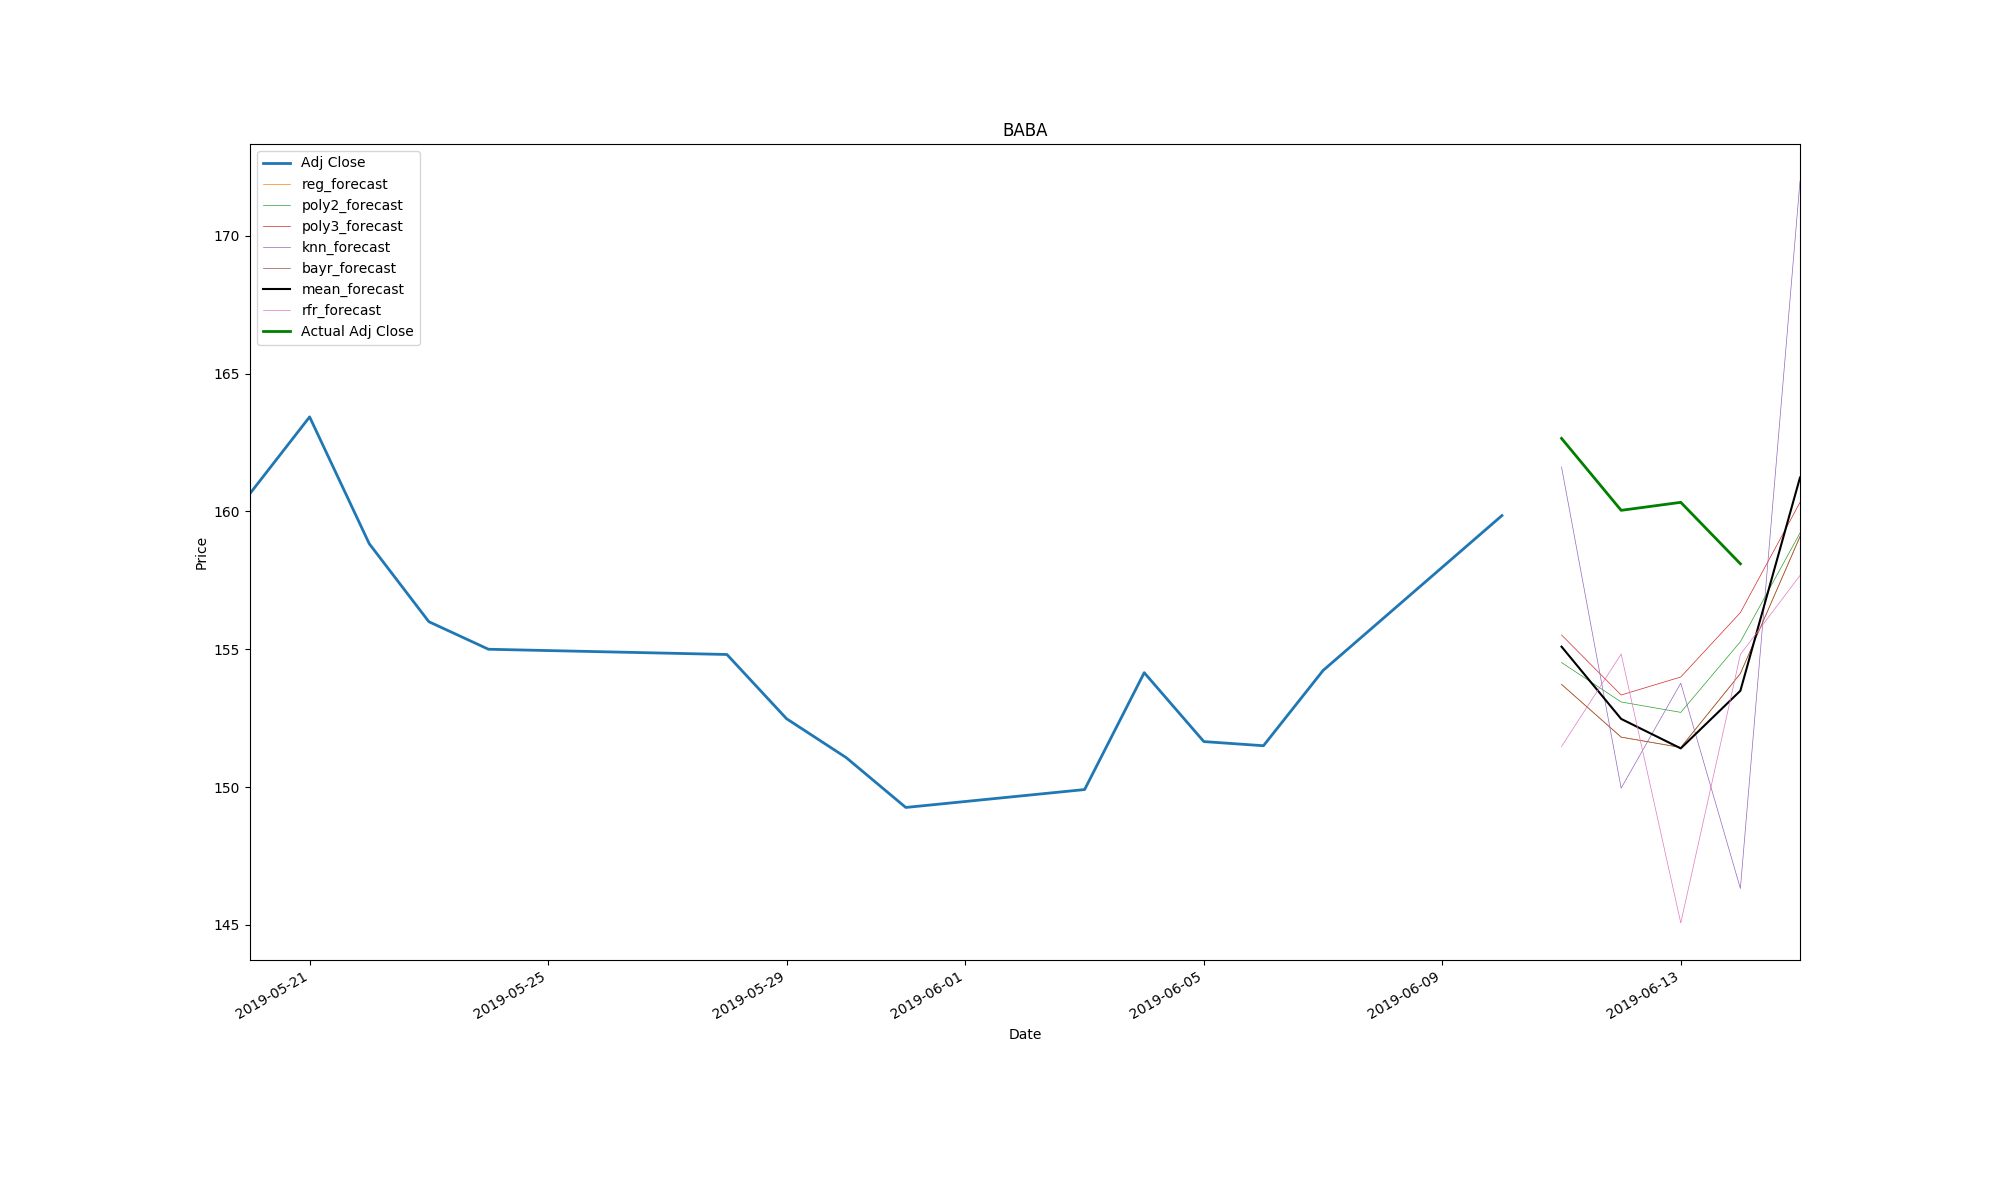 BABA
Adj Close
reg_forecast
poly2_forecast
poly3_forecast
knn_forecast
bayr_forecast
mean_forecast
rfr_forecast
Actual Adj Close
170
165
160
155
150
145
Price
2019-05-21
2019-05-25
2019-05-29
2019-06-01
2019-06-05
2019-06-09
2019-06-13
Date